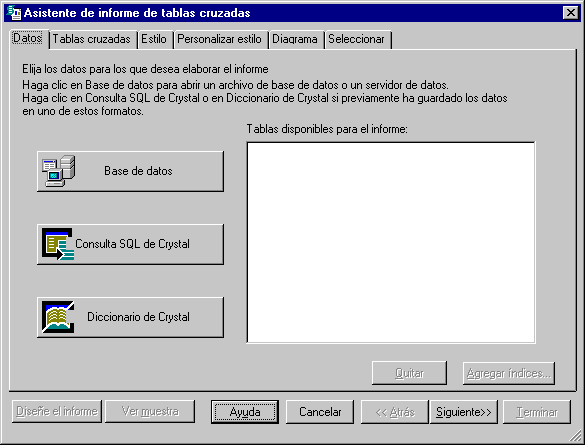 Asistente de informe de tablas cruzadas
Datos Tablas cruzadas Estilo Personalizar estilo Diagrama Seleccionar
Elija los datos para los que desea elaborar el informe
Haga clic en Base de datos para abrir un archivo de base de datos o un servidor de datos.
Haga clic en Consulta SQL de Crystal o en Diccionario de Crystal si previamente ha guardado los datos
en uno de estos formatos.
Tablas disponibles para el informe:
Base de datos
Consulta SQL de Crystal
Diccionario de Crystal
Quitar Agregar índices...
Diseñe el informe Ver muestra Ayuda Cancelar << Atrás Siguiente>> Terminar